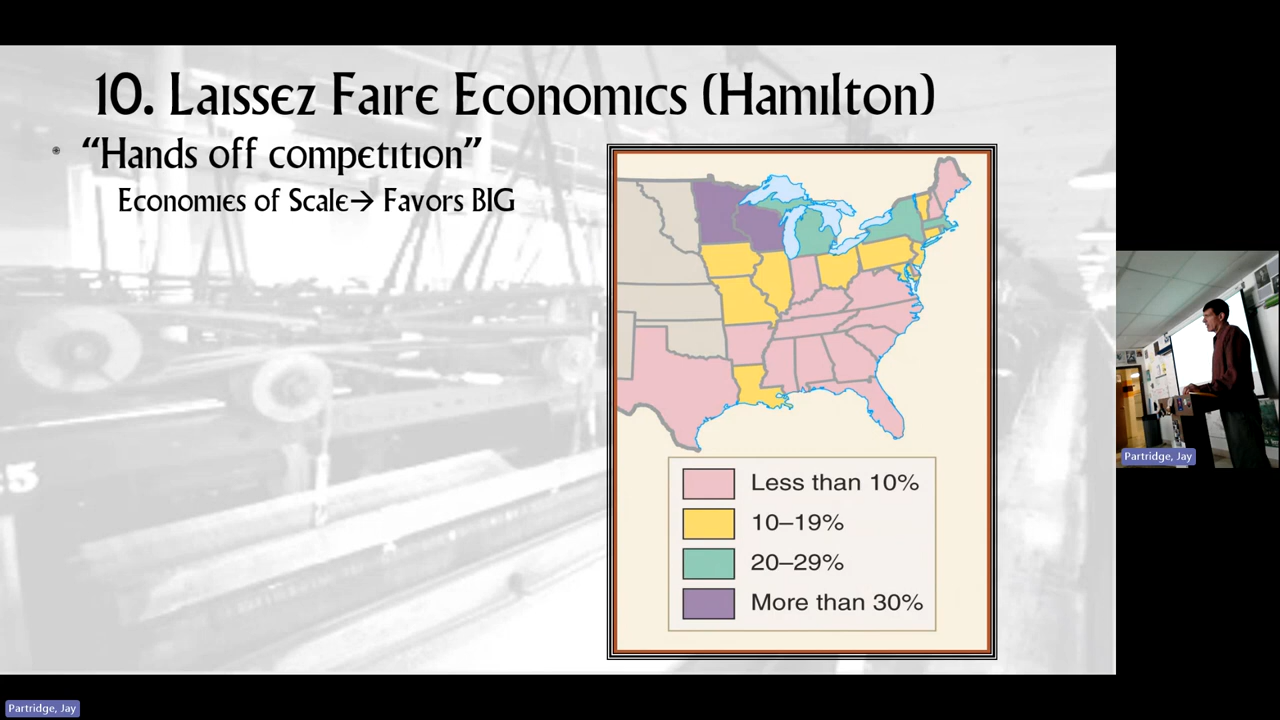 10. Laissez Faire Economics (Hamilton)
“Hands off competition”
Economies of Scale→ Favors BIG
Less than 10%
10–19%
20–29%
More than 30%
5
Partridge, Jay
Partridge, Jay